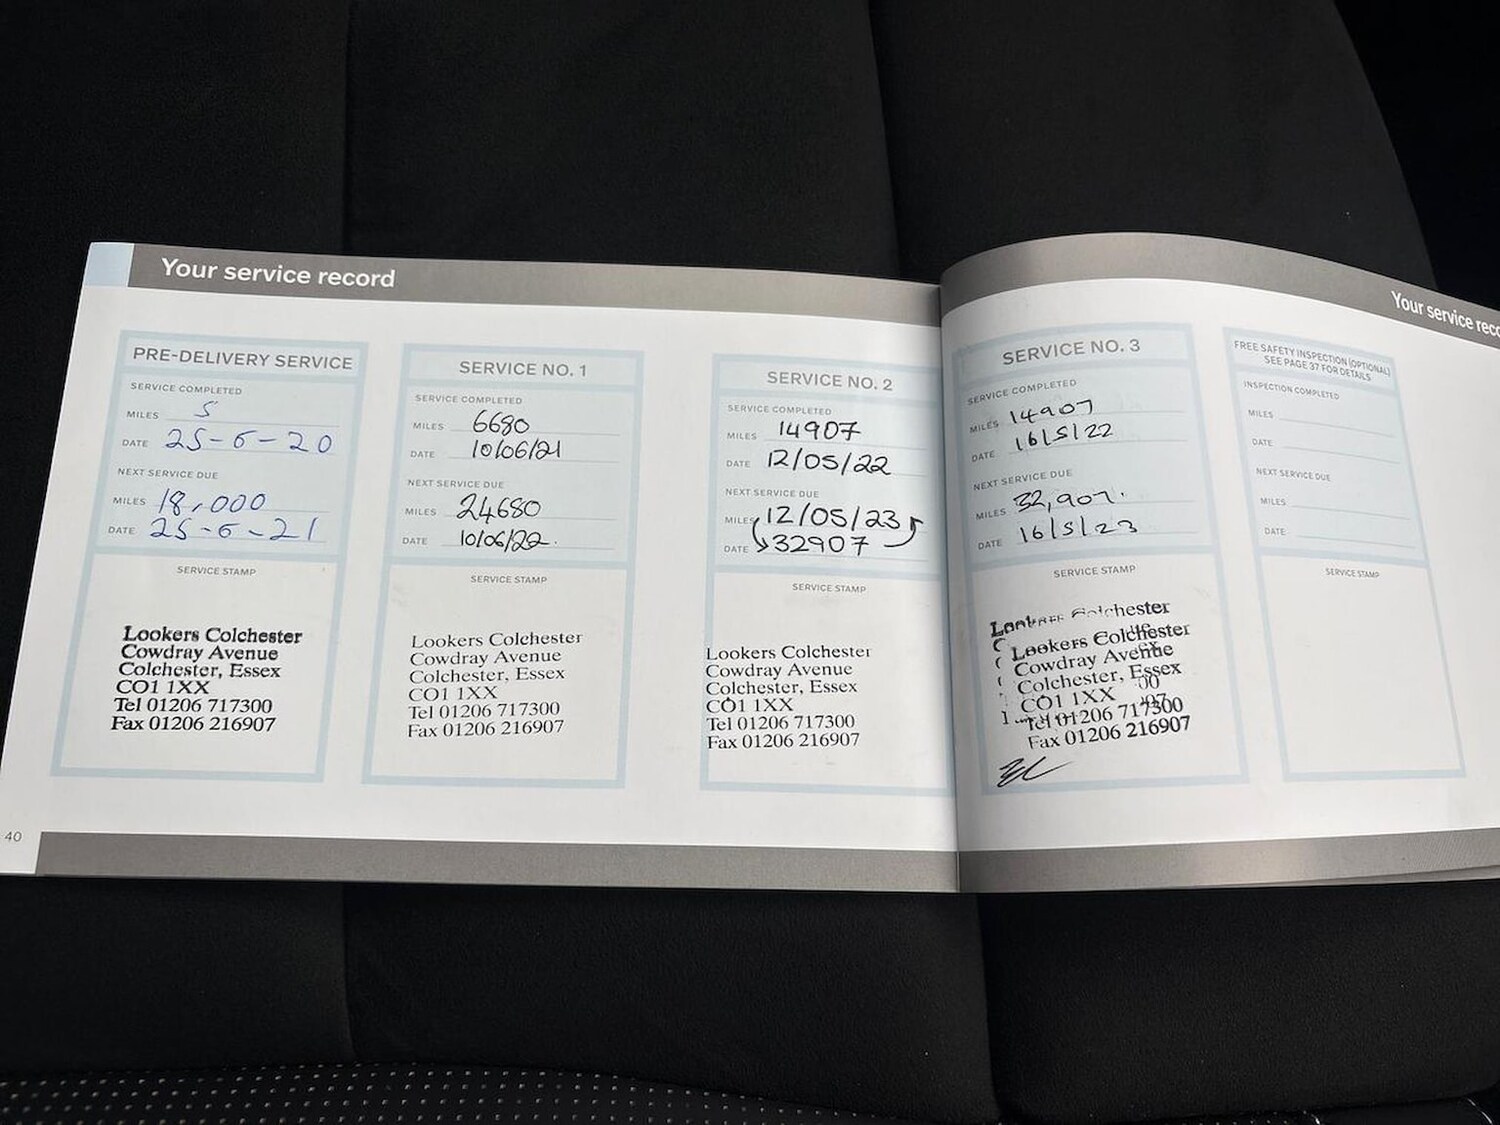 Your service record
PRE-DELIVERY SERVICE
SERVICE COMPLETED
MILES 5
DATE 25-6-20
NEXT SERVICE DUE
MILES 18,000
DATE 25-6-21
SERVICE STAMP
Lookers Colchester
Cowdray Avenue
Colchester, Essex
CO1 1XX
Tel 01206 717300
Fax 01206 216907
40
SERVICE NO. 1
SERVICE COMPLETED
MILES 6680
DATE 10/06/21
NEXT SERVICE DUE
MILES 24680
DATE 10/06/22.
SERVICE STAMP
Lookers Colchester
Cowdray Avenue
Colchester, Essex
CO1 1XX
Tel 01206 717300
Fax 01206 216907
SERVICE NO. 2
SERVICE COMPLETED
MILES 14907
DATE 12/05/22
NEXT SERVICE DUE
MILES 12/05/23
DATE 32907
SERVICE STAMP
Lookers Colchester
Cowdray Avenue
Colchester, Essex
CO1 1XX
Tel 01206 717300
Fax 01206 216907
Your service
SERVICE NO. 3
SERVICE COMPLETED
MILES 14907
DATE 16/5/22
NEXT SERVICE DUE
MILES 32,907.
DATE 16/5/23
SERVICE STAMP
Lookers Colchester
Cowdray Avenue
Colchester, Essex
CO1 1XX
Tel 01206 717300
Fax 01206 216907
FREE SAFETY INSPECTION (OPTIONAL)
SEE PAGE 37 FOR DETAILS
INSPECTION COMPLETED
MILES
DATE
NEXT SERVICE DUE
MILES
DATE
SERVICE STAMP